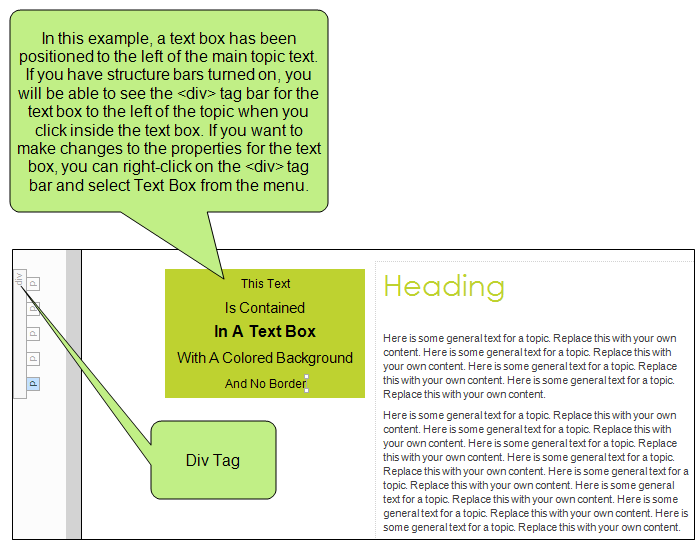 In this example, a text box has been
positioned to the left of the main topic text.
If you have structure bars turned on, you
will be able to see the <div> tag bar for the
text box to the left of the topic when you
click inside the text box. If you want to
make changes to the properties for the text
box, you can right-click on the <div> tag
bar and select Text Box from the menu.
div
p
p
p
p
p
This Text
Is Contained
In A Text Box
With A Colored Background
And No Border
Div Tag
Heading
Here is some general text for a topic. Replace this with your own
content. Here is some general text for a topic. Replace this with
your own content. Here is some general text for a topic. Replace
this with your own content. Here is some general text for a topic.
Replace this with your own content.
Here is some general text for a topic. Replace this with your own
content. Here is some general text for a topic. Replace this with
your own content. Here is some general text for a topic. Replace
this with your own content. Here is some general text for a topic.
Replace this with your own content. Here is some general text for a
topic. Replace this with your own content. Here is some general
text for a topic. Replace this with your own content. Here is some
general text for a topic. Replace this with your own content. Here is
some general text for a topic. Replace this with your own content.